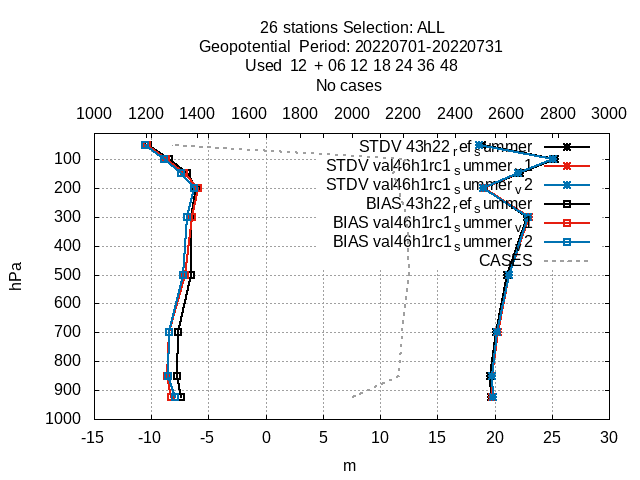 26 stations Selection: ALL
Geopotential Period: 20220701-20220731
Used 12 + 06 12 18 24 36 48
No cases
1000 1200 1400 1600 1800 2000 2200 2400 2600 2800 3000
STDV 43h22_ref_summer
STDV val46h1rc1_summer_v1
STDV val46h1rc1_summer_v2
BIAS 43h22_ref_summer
BIAS val46h1rc1_summer_v1
BIAS val46h1rc1_summer_v2
CASES
100
200
300
400
500
600
700
800
900
1000
hPa
-15 -10 -5 0 5 10 15 20 25 30
m